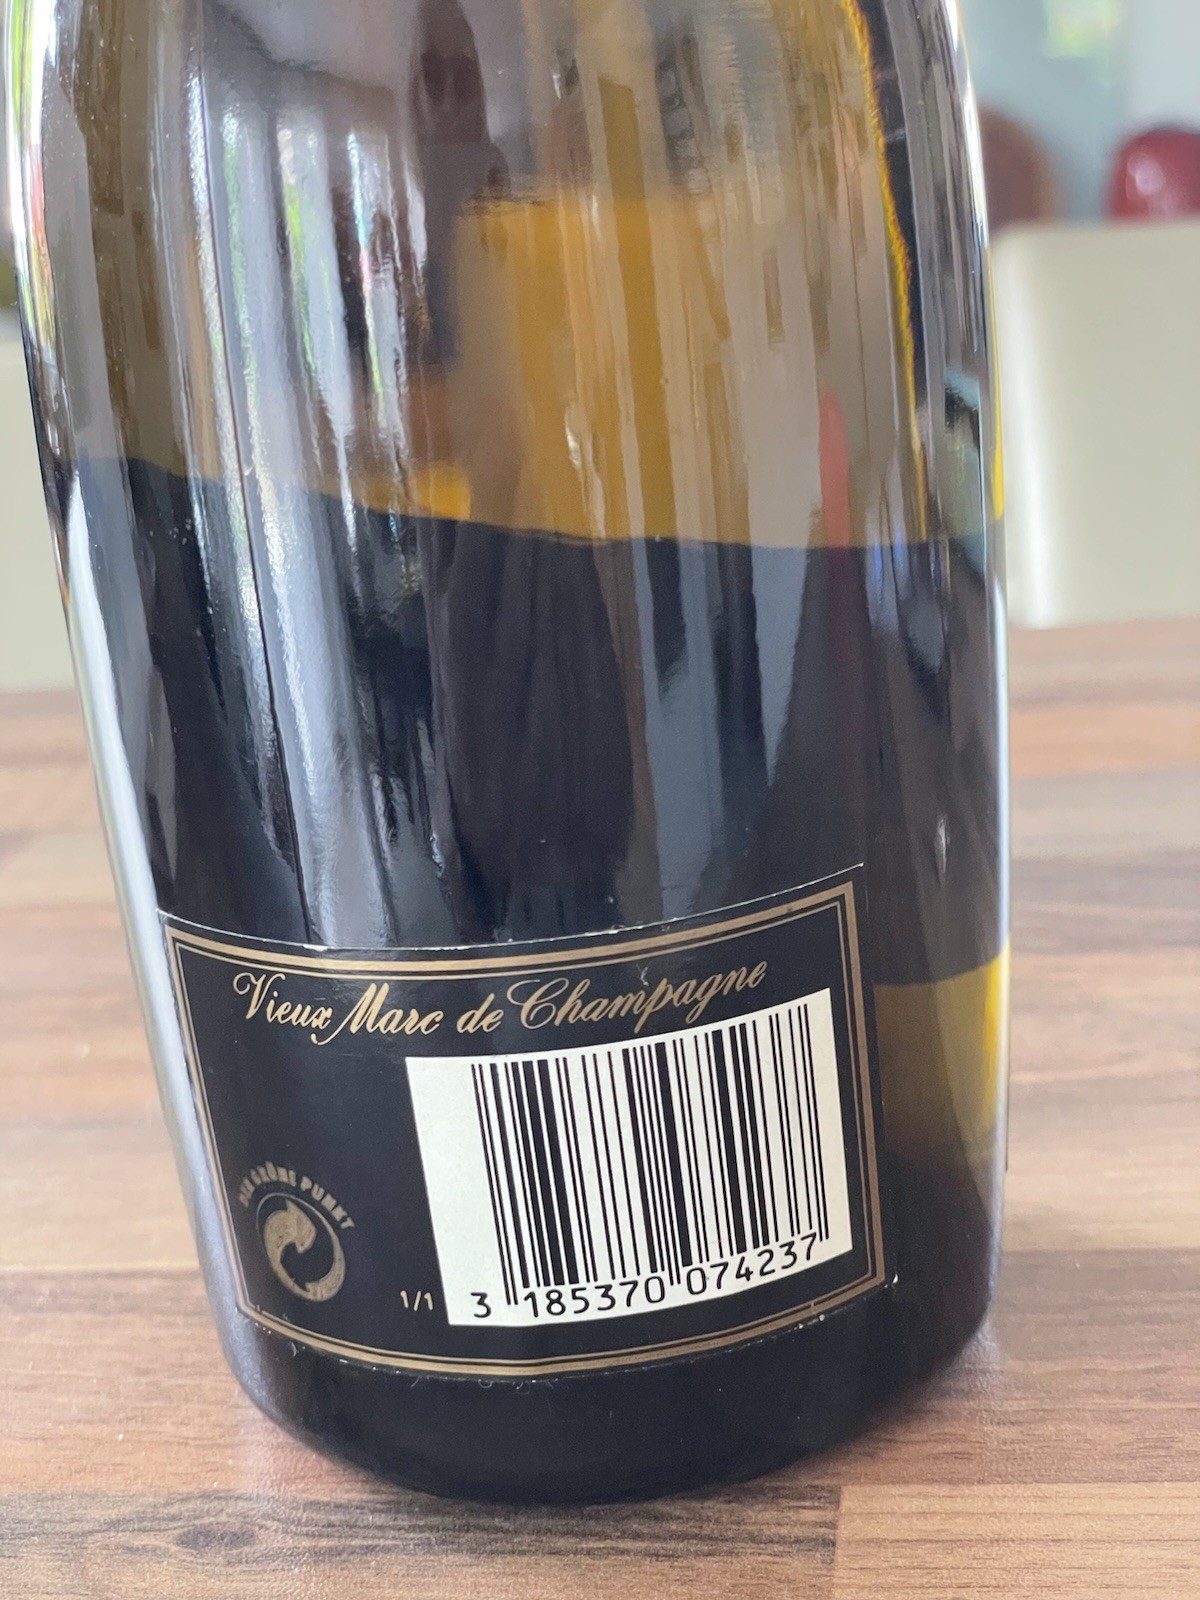 Vieux Marc de Champagne
DER GRÜNE PUNKT
1/1
3 185370 074237